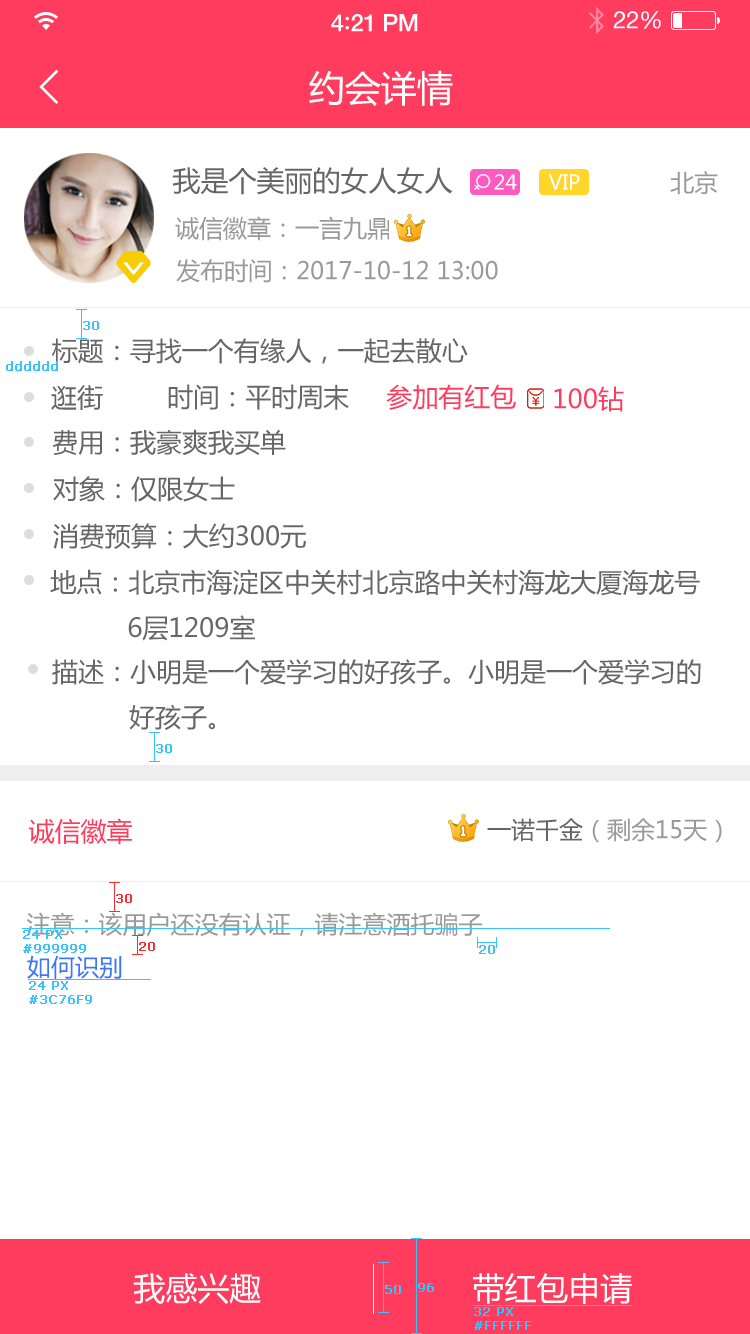 4:21 PM
22%
约会详情
我是个美丽的女人女人 24 VIP 北京
诚信徽章：一言九鼎 1
发布时间：2017-10-12 13:00
30
标题：寻找一个有缘人，一起去散心
dddddd
逛街 时间：平时周末 参加有红包 ¥ 100钻
费用：我豪爽我买单
对象：仅限女士
消费预算：大约300元
地点：北京市海淀区中关村北京路中关村海龙大厦海龙号
6层1209室
描述：小明是一个爱学习的好孩子。小明是一个爱学习的
好孩子。
30
诚信徽章 1 一诺千金（剩余15天）
30
注意：该用户还没有认证，请注意酒托骗子
24 PX
#999999
20
20
如何识别
24 PX
#3C76F9
我感兴趣 50 96 带红包申请
32 PX
#FFFFFF